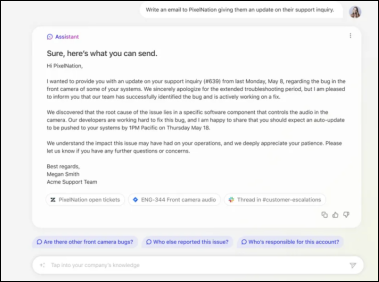 Write an email to PixelNation giving them an update on their support inquiry.
Assistant
Sure, here's what you can send.
Hi PixelNation,
I wanted to provide you with an update on your support inquiry (#639) from last Monday, May 8, regarding the bug in the
front camera of some of your systems. We sincerely apologize for the extended troubleshooting period, but I am pleased
to inform you that our team has successfully identified the bug and is actively working on a fix.
We discovered that the root cause of the issue lies in a specific software component that controls the audio in the
camera. Our developers are working hard to fix this bug, and I am happy to share that you should expect an auto-update
to be pushed to your systems by 1PM Pacific on Thursday May 18.
We understand the impact this issue may have on your operations, and we deeply appreciate your patience. Please
let us know if you have any further questions or concerns.
Best regards,
Megan Smith
Acme Support Team
PixelNation open tickets
ENG-344 Front camera audio
Thread in #customer-escalations
Are there other front camera bugs?
Who else reported this issue?
Who's responsible for this account?
Tap into your company's knowledge